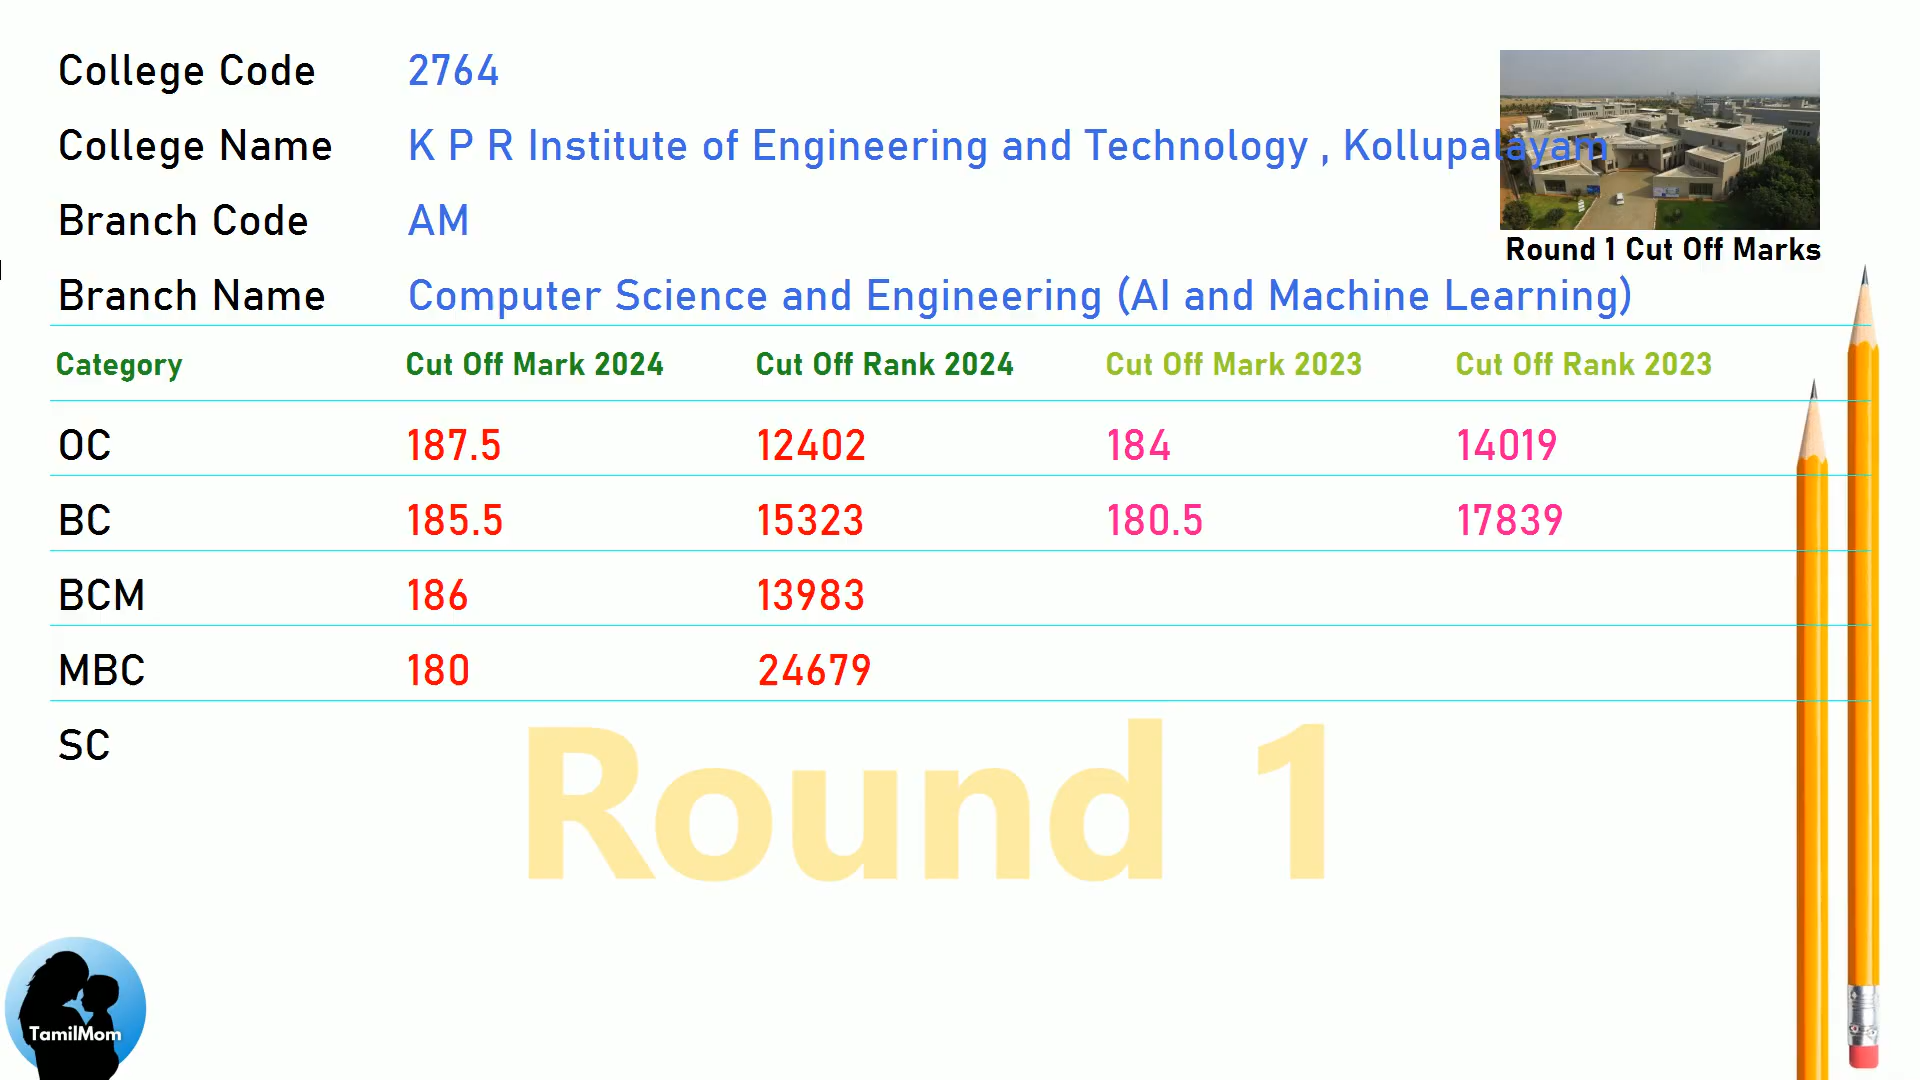 College Code 2764
College Name K P R Institute of Engineering and Technology , Kollupalayam
Branch Code AM
Round 1 Cut Off Marks
Branch Name Computer Science and Engineering (AI and Machine Learning)
Category Cut Off Mark 2024 Cut Off Rank 2024 Cut Off Mark 2023 Cut Off Rank 2023
OC 187.5 12402 184 14019
BC 185.5 15323 180.5 17839
BCM 186 13983
MBC 180 24679
SC
Round 1
TamilMom